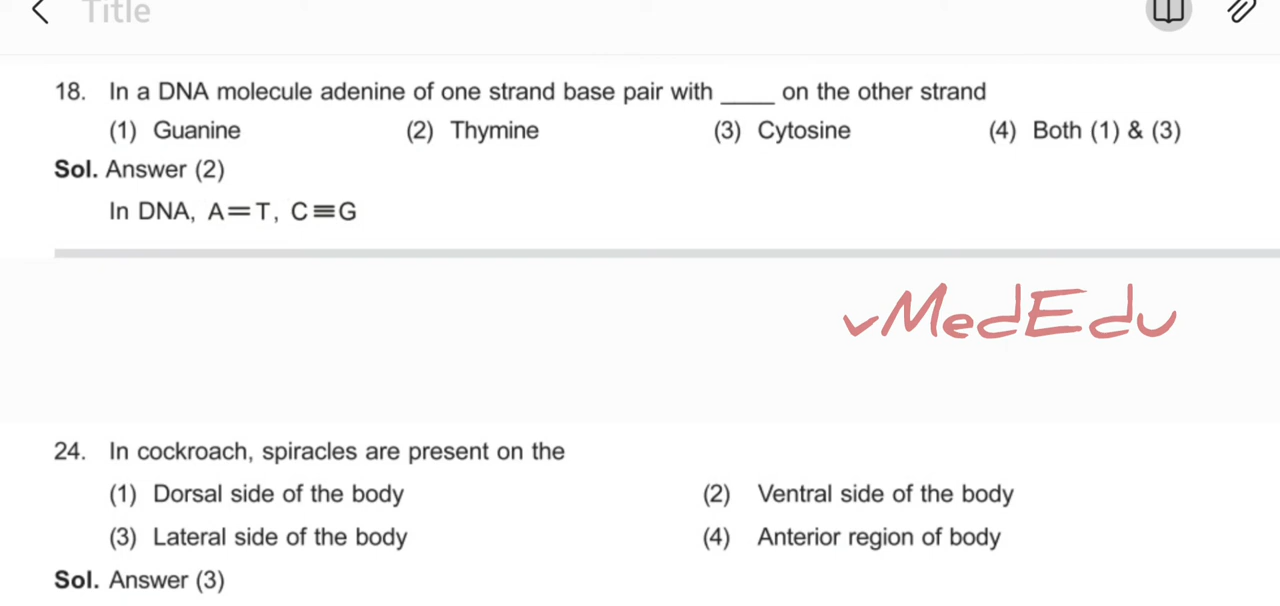 Title
18. In a DNA molecule adenine of one strand base pair with ____ on the other strand
(1) Guanine (2) Thymine (3) Cytosine (4) Both (1) & (3)
Sol. Answer (2)
In DNA, A=T, C≡G
vMedEdu
24. In cockroach, spiracles are present on the
(1) Dorsal side of the body (2) Ventral side of the body
(3) Lateral side of the body (4) Anterior region of body
Sol. Answer (3)